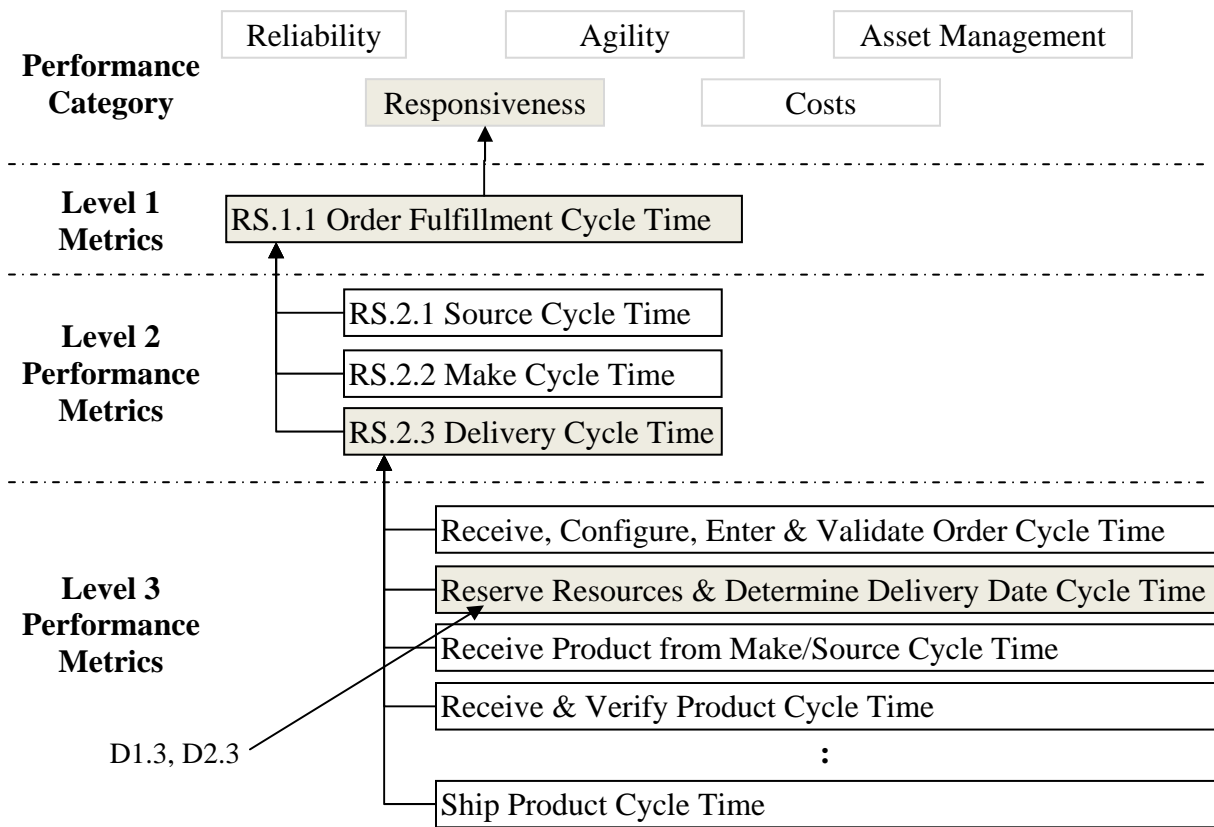 Reliability
Agility
Asset Management
Performance
Category
Responsiveness
Costs
Level 1
Metrics
RS.1.1 Order Fulfillment Cycle Time
Level 2
Performance
Metrics
RS.2.1 Source Cycle Time
RS.2.2 Make Cycle Time
RS.2.3 Delivery Cycle Time
Level 3
Performance
Metrics
Receive, Configure, Enter & Validate Order Cycle Time
Reserve Resources & Determine Delivery Date Cycle Time
Receive Product from Make/Source Cycle Time
Receive & Verify Product Cycle Time
:
Ship Product Cycle Time
D1.3, D2.3